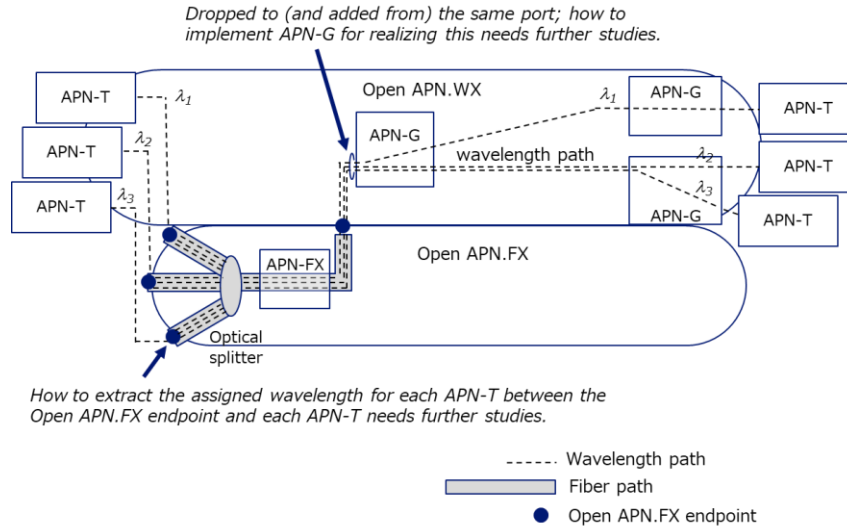 Dropped to (and added from) the same port; how to
implement APN-G for realizing this needs further studies.
Open APN.WX
APN-T
λ1
APN-T
λ2
APN-T
λ3
APN-G
wavelength path
λ1
APN-G
APN-T
λ2
APN-T
λ3
APN-G
APN-T
Open APN.FX
APN-FX
Optical
splitter
How to extract the assigned wavelength for each APN-T between the
Open APN.FX endpoint and each APN-T needs further studies.
Wavelength path
Fiber path
Open APN.FX endpoint